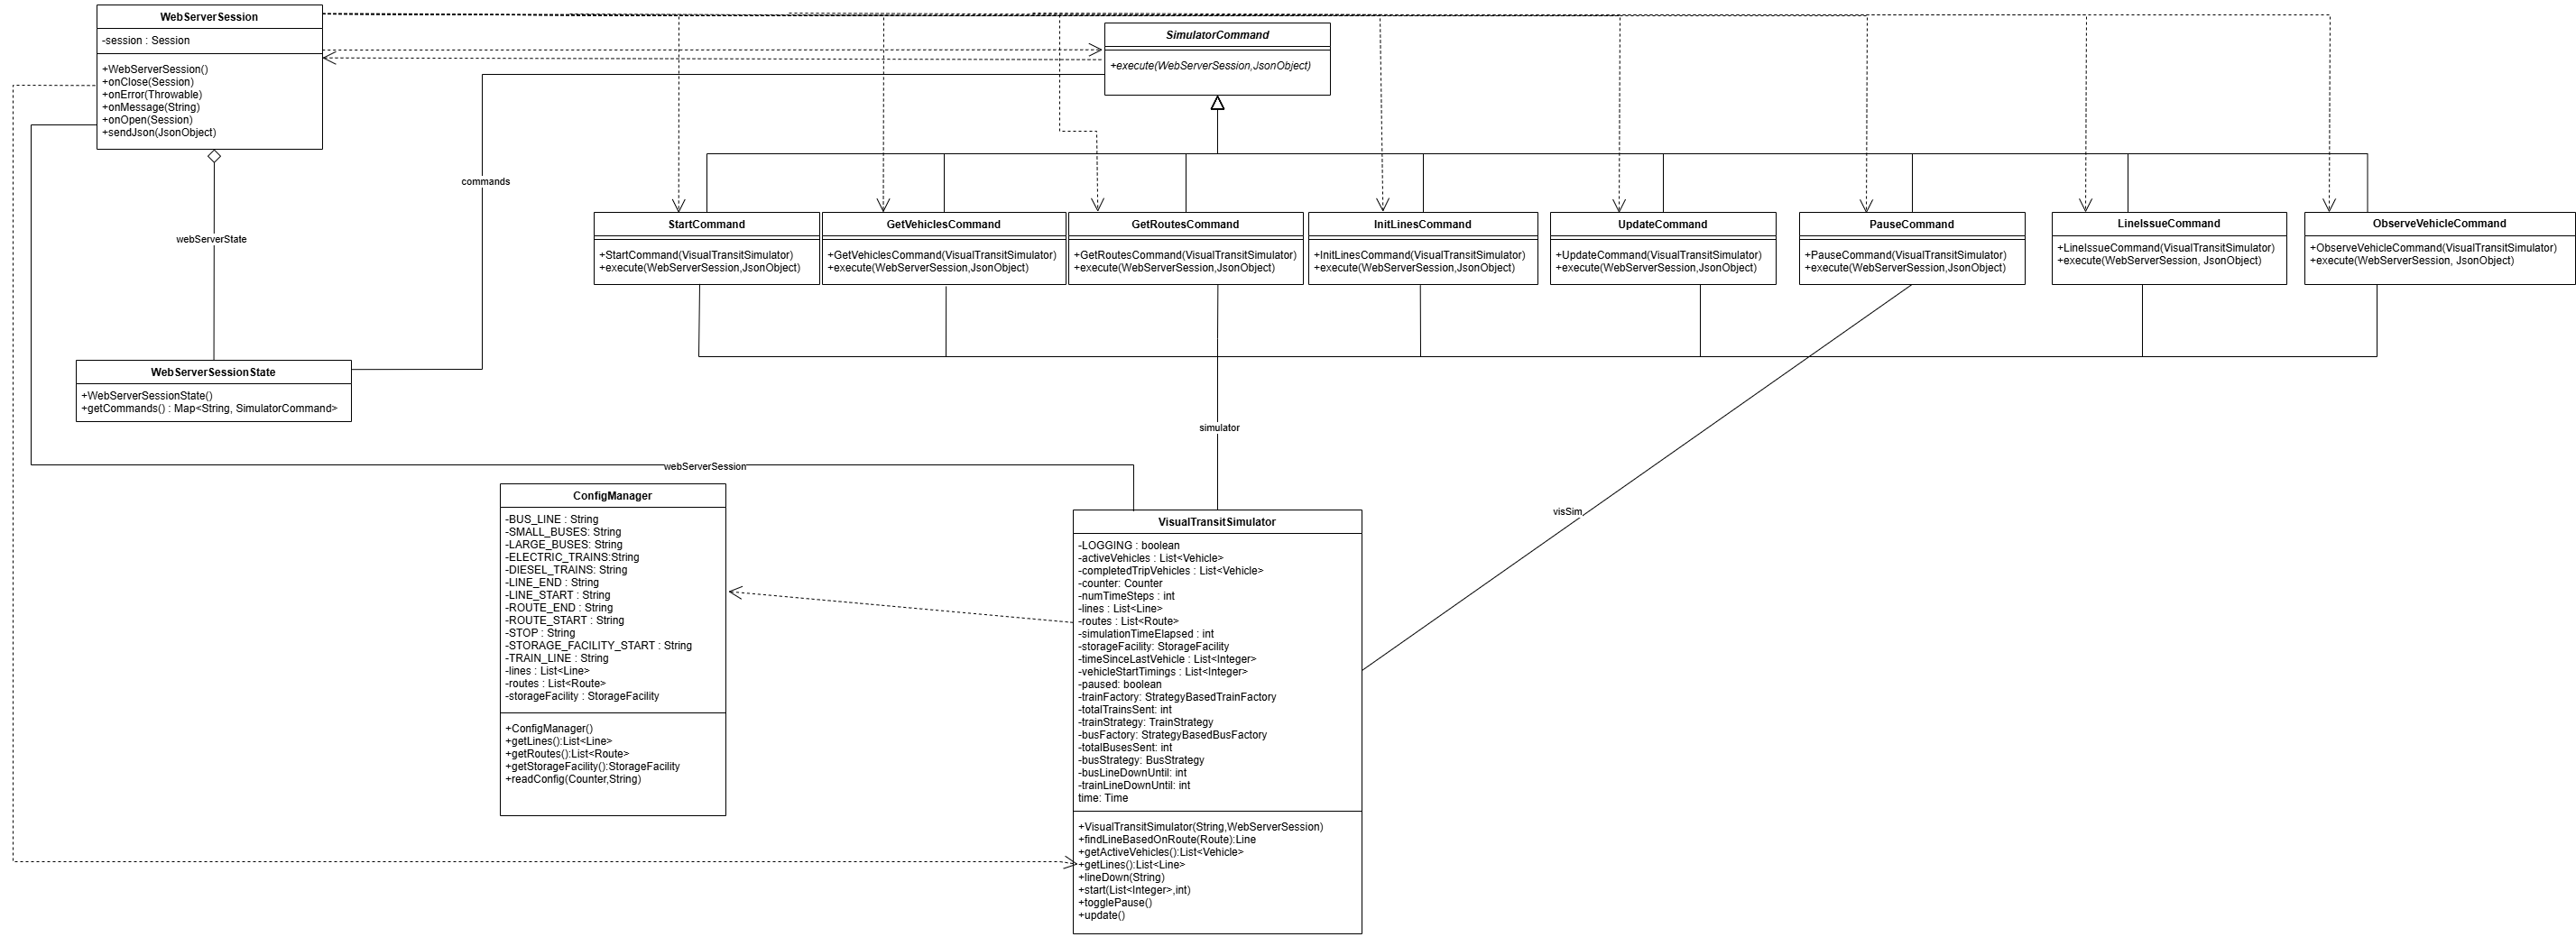 WebServerSession
-session : Session
+WebServerSession()
+onClose(Session)
+onError(Throwable)
+onMessage(String)
+onOpen(Session)
+sendJson(JsonObject)
SimulatorCommand
+execute(WebServerSession,JsonObject)
commands
webServerState
StartCommand
+StartCommand(VisualTransitSimulator)
+execute(WebServerSession,JsonObject)
GetVehiclesCommand
+GetVehiclesCommand(VisualTransitSimulator)
+execute(WebServerSession,JsonObject)
GetRoutesCommand
+GetRoutesCommand(VisualTransitSimulator)
+execute(WebServerSession,JsonObject)
InitLinesCommand
+InitLinesCommand(VisualTransitSimulator)
+execute(WebServerSession,JsonObject)
UpdateCommand
+UpdateCommand(VisualTransitSimulator)
+execute(WebServerSession,JsonObject)
PauseCommand
+PauseCommand(VisualTransitSimulator)
+execute(WebServerSession,JsonObject)
LineIssueCommand
+LineIssueCommand(VisualTransitSimulator)
+execute(WebServerSession, JsonObject)
ObserveVehicleCommand
+ObserveVehicleCommand(VisualTransitSimulator)
+execute(WebServerSession, JsonObject)
WebServerSessionState
+WebServerSessionState()
+getCommands() : Map<String, SimulatorCommand>
simulator
webServerSession
visSim
ConfigManager
-BUS_LINE : String
-SMALL_BUSES: String
-LARGE_BUSES: String
-ELECTRIC_TRAINS:String
-DIESEL_TRAINS: String
-LINE_END : String
-LINE_START : String
-ROUTE_END : String
-ROUTE_START : String
-STOP : String
-STORAGE_FACILITY_START : String
-TRAIN_LINE : String
-lines : List<Line>
-routes : List<Route>
-storageFacility : StorageFacility
+ConfigManager()
+getLines():List<Line>
+getRoutes():List<Route>
+getStorageFacility():StorageFacility
+readConfig(Counter,String)
VisualTransitSimulator
-LOGGING : boolean
-activeVehicles : List<Vehicle>
-completedTripVehicles : List<Vehicle>
-counter: Counter
-numTimeSteps : int
-lines : List<Line>
-routes : List<Route>
-simulationTimeElapsed : int
-storageFacility: StorageFacility
-timeSinceLastVehicle : List<Integer>
-vehicleStartTimings : List<Integer>
-paused: boolean
-trainFactory: StrategyBasedTrainFactory
-totalTrainsSent: int
-trainStrategy: TrainStrategy
-busFactory: StrategyBasedBusFactory
-totalBusesSent: int
-busStrategy: BusStrategy
-busLineDownUntil: int
-trainLineDownUntil: int
time: Time
+VisualTransitSimulator(String,WebServerSession)
+findLineBasedOnRoute(Route):Line
+getActiveVehicles():List<Vehicle>
+getLines():List<Line>
+lineDown(String)
+start(List<Integer>,int)
+togglePause()
+update()